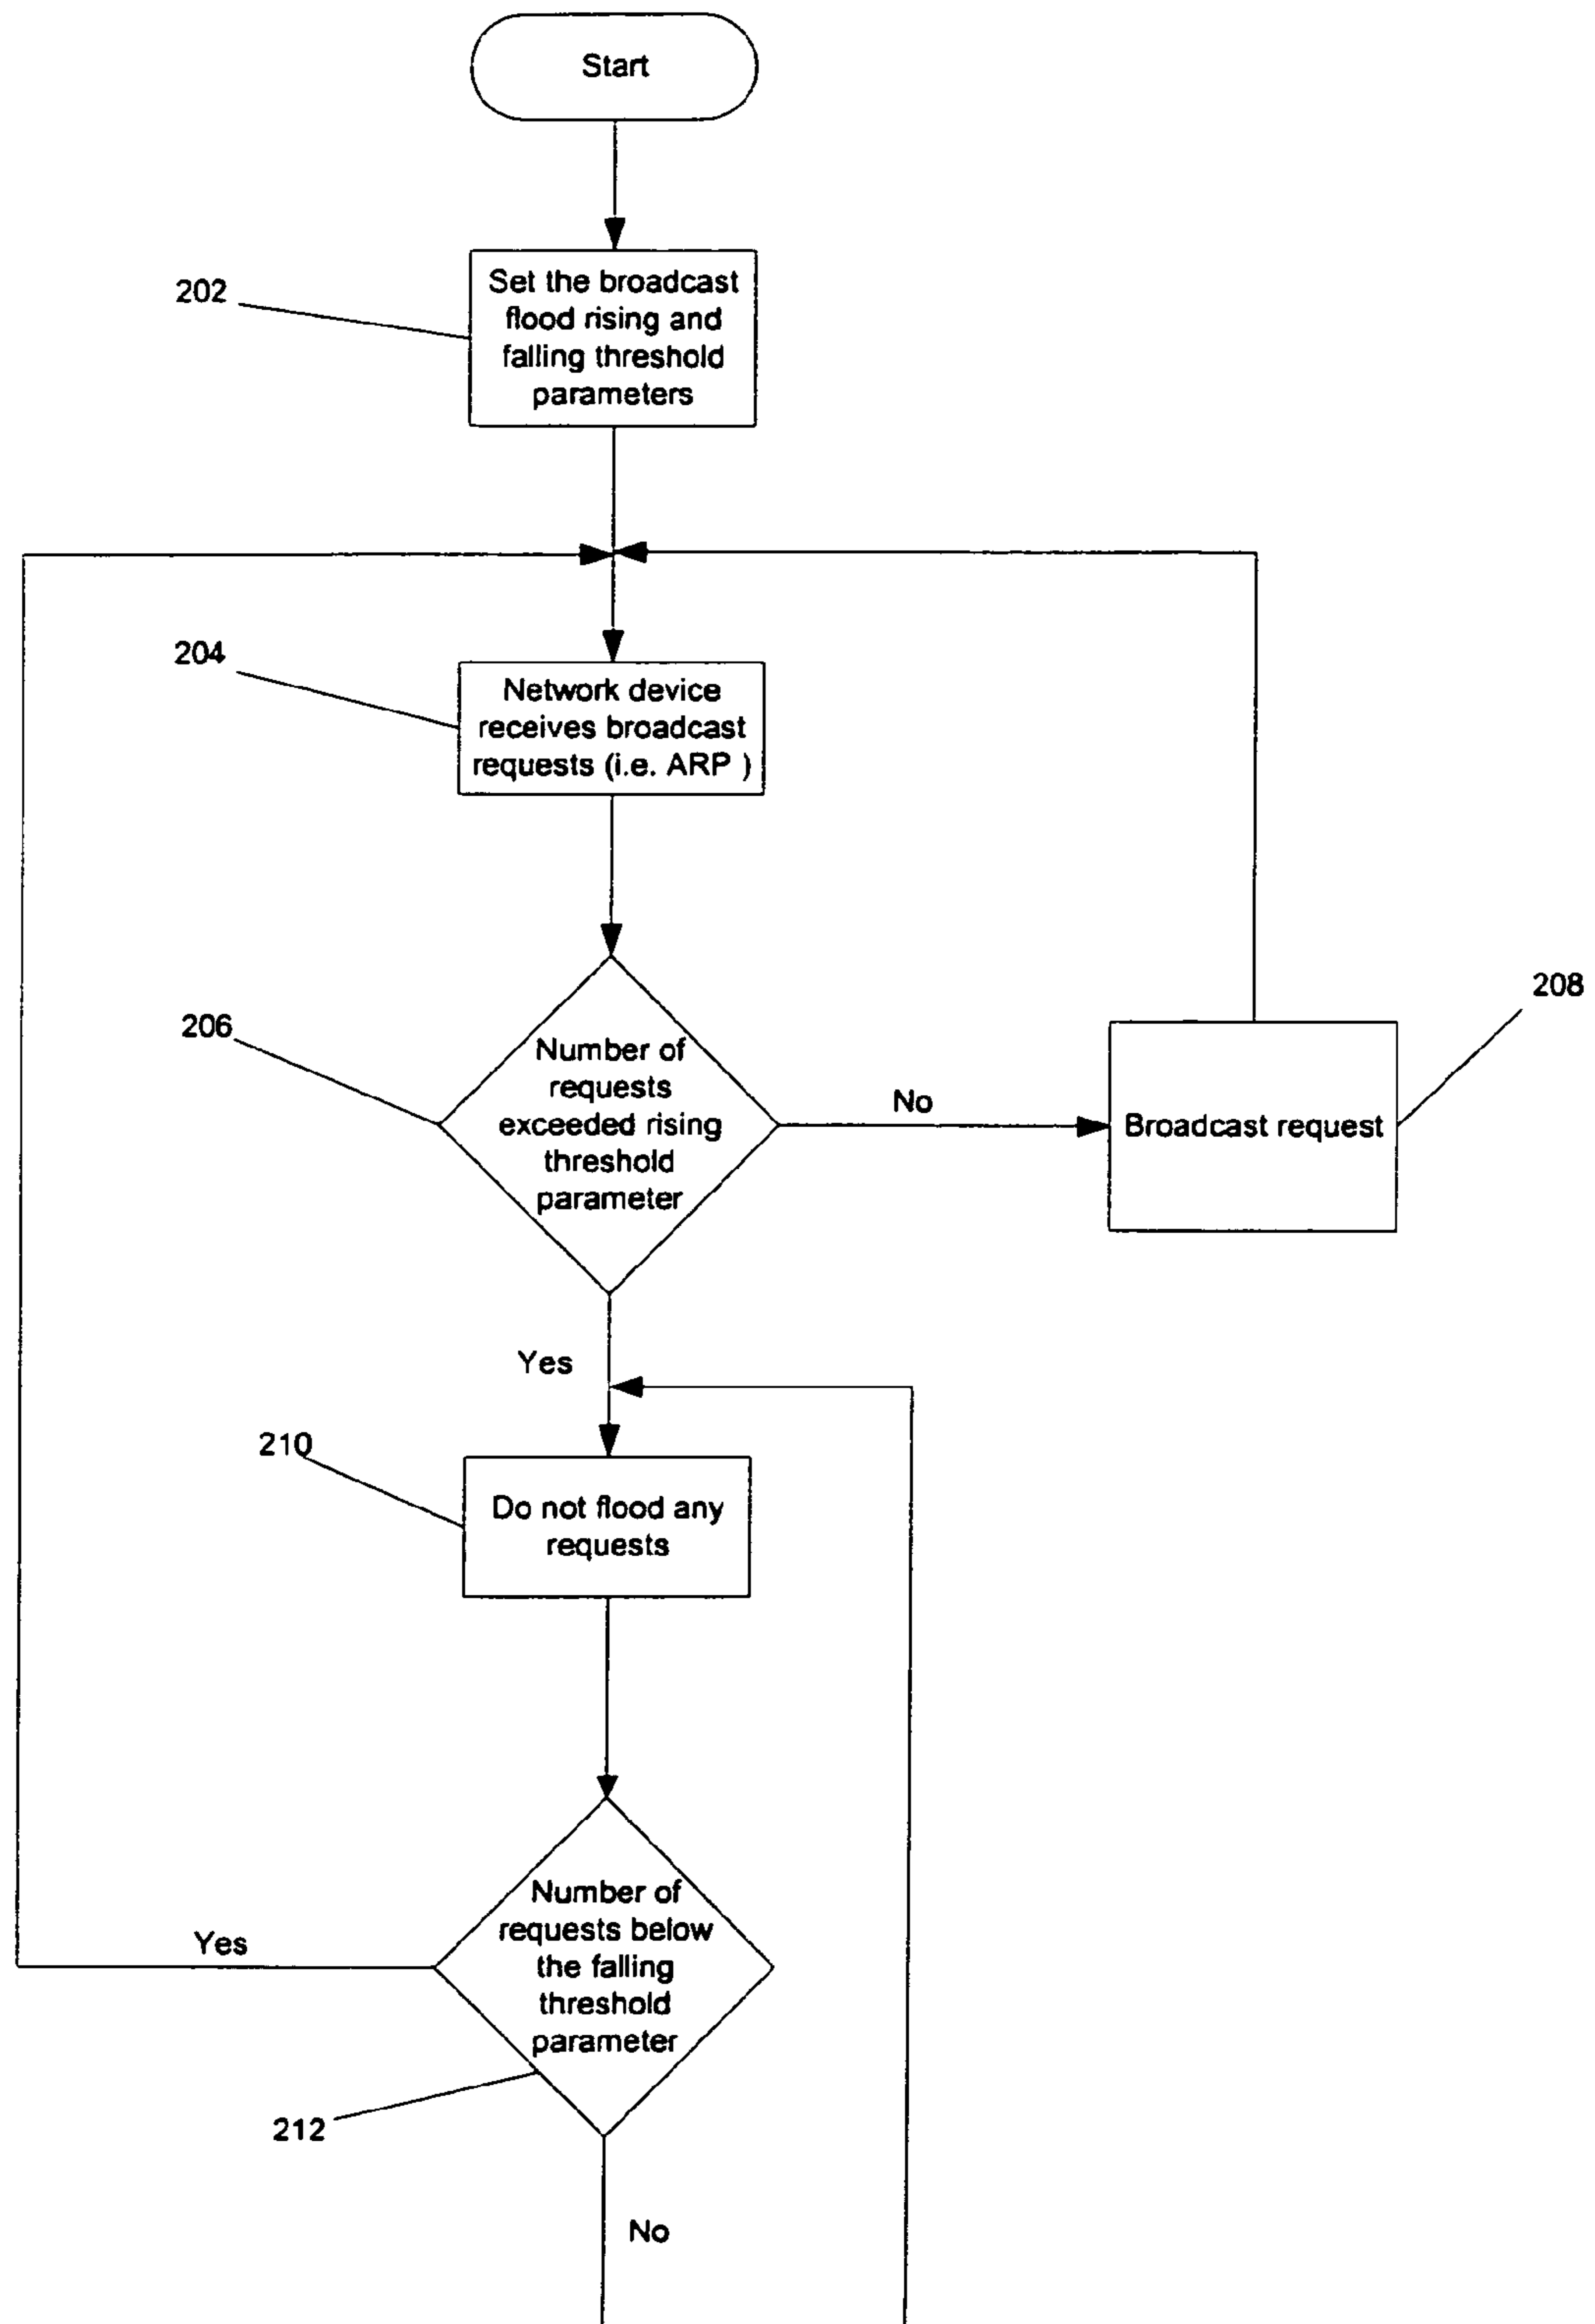 Start
202
Set the broadcast
flood rising and
falling threshold
parameters
204
Network device
receives broadcast
requests (i.e. ARP )
206
Number of
requests
exceeded rising
threshold
parameter
No
208
Broadcast request
Yes
210
Do not flood any
requests
Number of
requests below
the falling
threshold
parameter
Yes
212
No